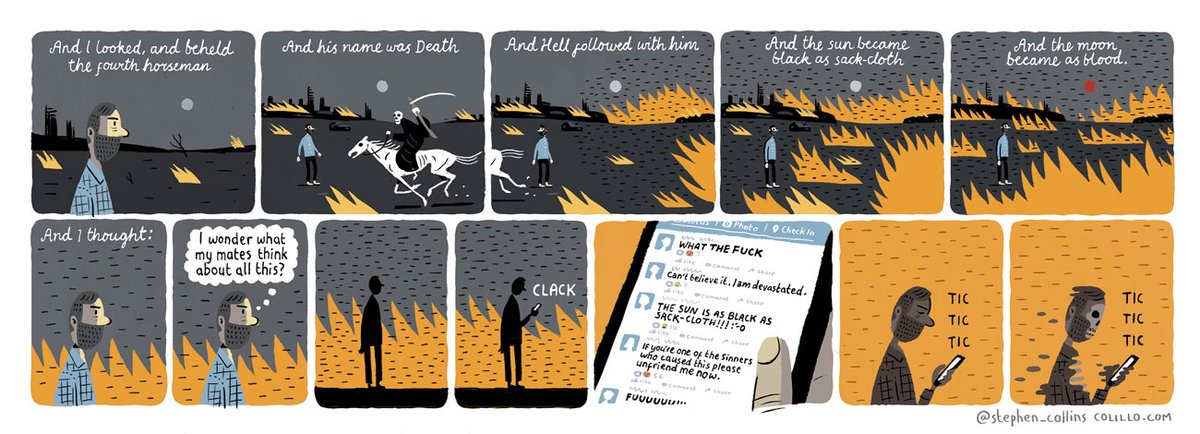 And I looked, and beheld
the fourth horseman
And his name was Death
And Hell followed with him
And the sun became
black as sack-cloth
And the moon
became as blood.
And I thought:
I wonder what
my mates think
about all this?
CLACK
Photo | Check In
WHAT THE FUCK
2
Like Comment Share
Can't believe it. I am devastated.
3
Like Comment Share
THE SUN IS AS BLACK AS
SACK-CLOTH!!! :'-O
10
Like Comment Share
If you're one of the sinners
who caused this please
unfriend me now.
56
Like Comment Share
TIC
TIC
TIC
TIC
TIC
TIC
@stephen_collins COLILLO.COM